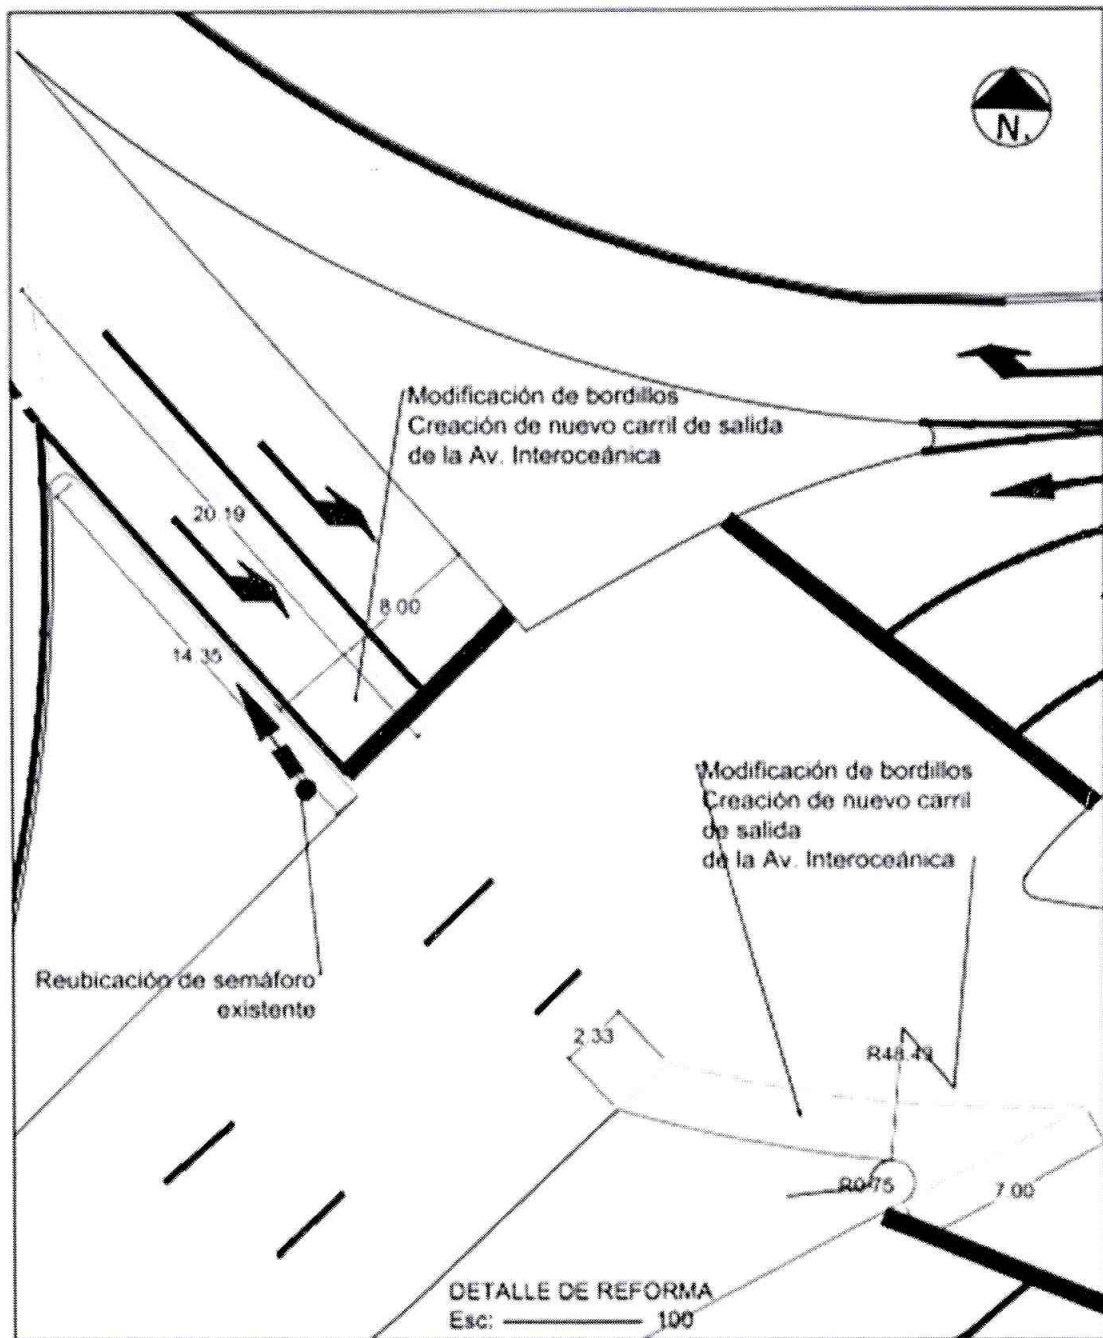 N.
Modificación de bordillos
Creación de nuevo carril de salida
de la Av. Interoceánica
20.19
8.00
14.35
Modificación de bordillos
Creación de nuevo carril
de salida
de la Av. Interoceánica
Reubicación de semáforo
existente
2.33
R48.49
R0.75
7.00
DETALLE DE REFORMA
Esc: 100